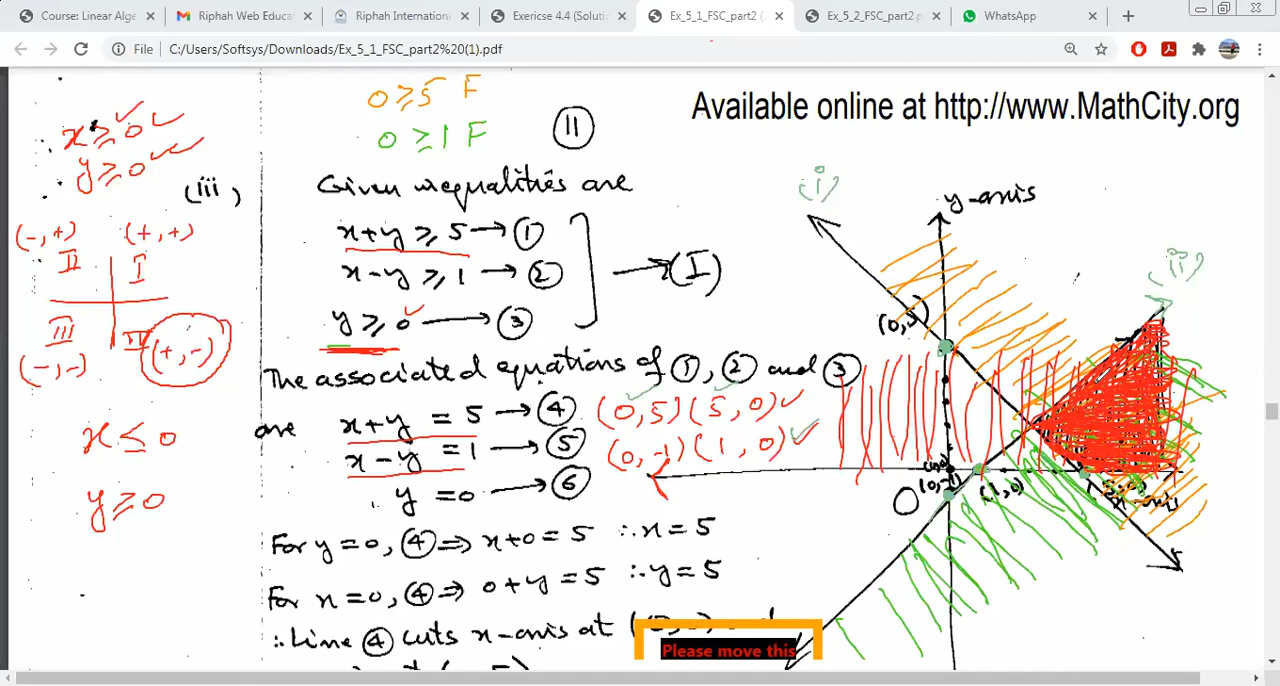 Course: Linear Alge
Riphah Web Educa
Riphah Internationa
Exericse 4.4 (Soluti
Ex_5_1_FSC_part2 (
Ex_5_2_FSC_part2.p
WhatsApp
File
C:/Users/Softsys/Downloads/Ex_5_1_FSC_part2%20(1).pdf
0≥5 F
0≥1 F
11
Available online at http://www.MathCity.org
x≥0
y≥0
(iii)
Given inequalities are
x+y ≥ 5 → ①
x-y ≥ 1 → ②
y ≥ 0 → ③
→ (I)
(-,+) (+,+)
II I
III IV
(-,-) (+,-)
x ≤ 0
y ≥ 0
The associated equations of ①, ② and ③
are x+y = 5 → ④ (0,5) (5,0)
x-y = 1 → ⑤ (0,-1) (1,0)
y = 0 → ⑥
For y=0, ④ ⇒ x+0=5 ∴ x=5
For x=0, ④ ⇒ 0+y=5 ∴ y=5
∴ Line ④ cuts x-axis at
(i)
y-axis
(ii)
(0,5)
(0,-1)
(1,0)
O
x-axis
Please move this